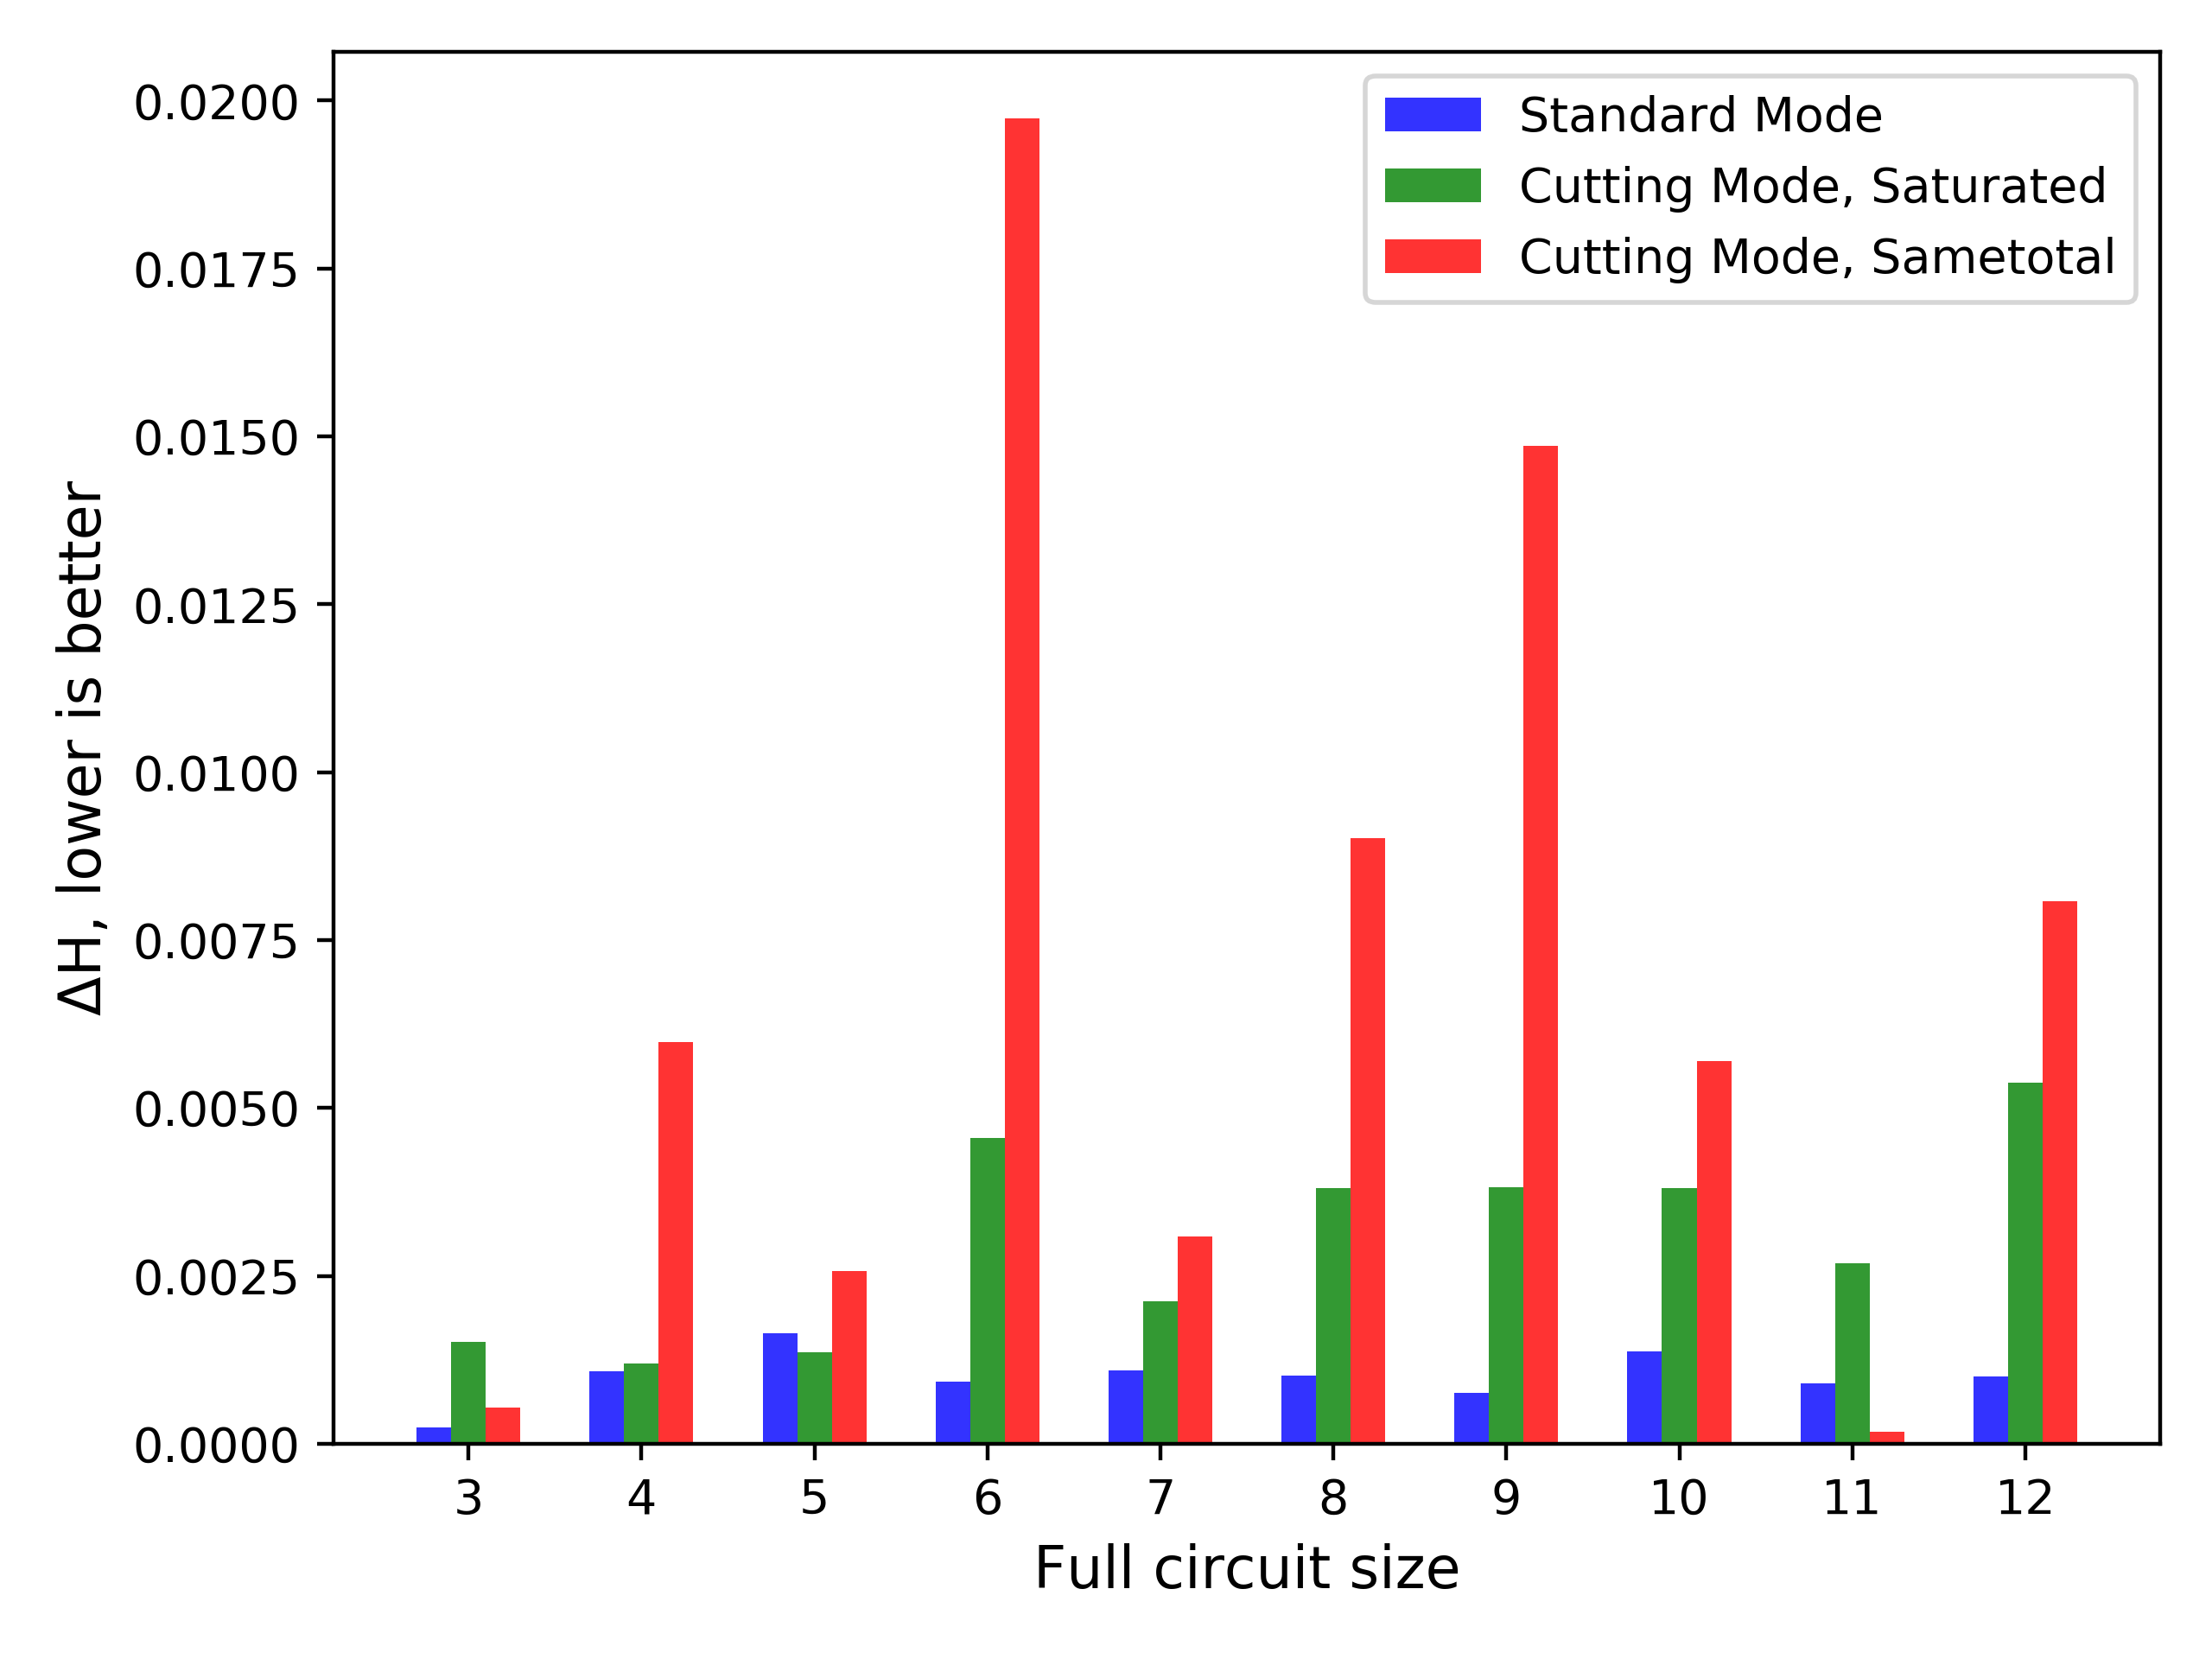 0.0200
0.0175
0.0150
0.0125
0.0100
0.0075
0.0050
0.0025
0.0000
ΔH, lower is better
Standard Mode
Cutting Mode, Saturated
Cutting Mode, Sametotal
3 4 5 6 7 8 9 10 11 12
Full circuit size